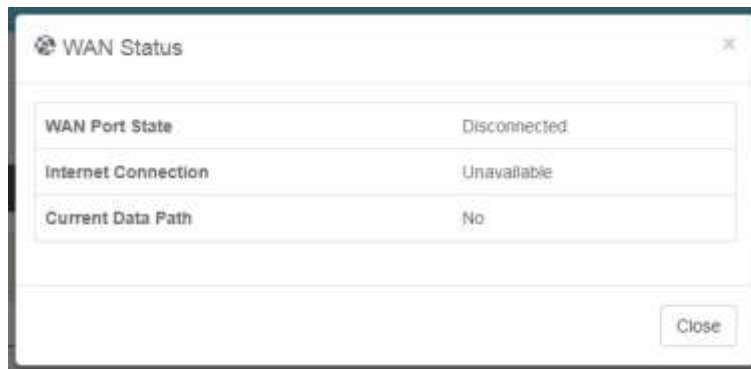 WAN Status
×
WAN Port State Disconnected
Internet Connection Unavailable
Current Data Path No
Close